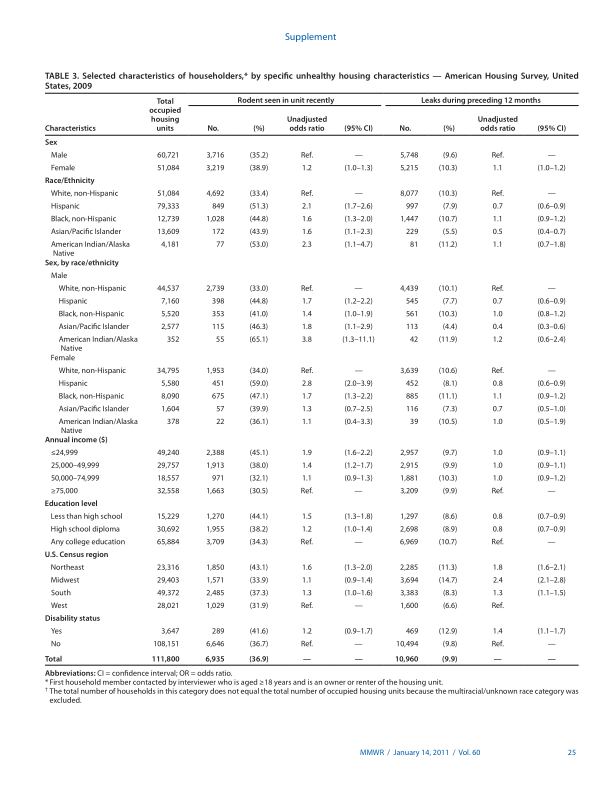 Supplement
TABLE 3. Selected characteristics of householders,* by specific unhealthy housing characteristics — American Housing Survey, United
States, 2009
Total occupied housing units Rodent seen in unit recently Leaks during preceding 12 months
Characteristics No. (%) Unadjusted odds ratio (95% CI) No. (%) Unadjusted odds ratio (95% CI)
Sex
Male 60,721 3,716 (35.2) Ref. — 5,748 (9.6) Ref. —
Female 51,084 3,219 (38.9) 1.2 (1.0–1.3) 5,215 (10.3) 1.1 (1.0–1.2)
Race/Ethnicity
White, non-Hispanic 51,084 4,692 (33.4) Ref. — 8,077 (10.3) Ref. —
Hispanic 79,333 849 (51.3) 2.1 (1.7–2.6) 997 (7.9) 0.7 (0.6–0.9)
Black, non-Hispanic 12,739 1,028 (44.8) 1.6 (1.3–2.0) 1,447 (10.7) 1.1 (0.9–1.2)
Asian/Pacific Islander 13,609 172 (43.9) 1.6 (1.1–2.3) 229 (5.5) 0.5 (0.4–0.7)
American Indian/Alaska 4,181 77 (53.0) 2.3 (1.1–4.7) 81 (11.2) 1.1 (0.7–1.8)
Native
Sex, by race/ethnicity
Male
White, non-Hispanic 44,537 2,739 (33.0) Ref. — 4,439 (10.1) Ref. —
Hispanic 7,160 398 (44.8) 1.7 (1.2–2.2) 545 (7.7) 0.7 (0.6–0.9)
Black, non-Hispanic 5,520 353 (41.0) 1.4 (1.0–1.9) 561 (10.3) 1.0 (0.8–1.2)
Asian/Pacific Islander 2,577 115 (46.3) 1.8 (1.1–2.9) 113 (4.4) 0.4 (0.3–0.6)
American Indian/Alaska 352 55 (65.1) 3.8 (1.3–11.1) 42 (11.9) 1.2 (0.6–2.4)
Native
Female
White, non-Hispanic 34,795 1,953 (34.0) Ref. — 3,639 (10.6) Ref. —
Hispanic 5,580 451 (59.0) 2.8 (2.0–3.9) 452 (8.1) 0.8 (0.6–0.9)
Black, non-Hispanic 8,090 675 (47.1) 1.7 (1.3–2.2) 885 (11.1) 1.1 (0.9–1.2)
Asian/Pacific Islander 1,604 57 (39.9) 1.3 (0.7–2.5) 116 (7.3) 0.7 (0.5–1.0)
American Indian/Alaska 378 22 (36.1) 1.1 (0.4–3.3) 39 (10.5) 1.0 (0.5–1.9)
Native
Annual income ($)
≤24,999 49,240 2,388 (45.1) 1.9 (1.6–2.2) 2,957 (9.7) 1.0 (0.9–1.1)
25,000–49,999 29,757 1,913 (38.0) 1.4 (1.2–1.7) 2,915 (9.9) 1.0 (0.9–1.1)
50,000–74,999 18,557 971 (32.1) 1.1 (0.9–1.3) 1,881 (10.3) 1.0 (0.9–1.2)
≥75,000 32,558 1,663 (30.5) Ref. — 3,209 (9.9) Ref. —
Education level
Less than high school 15,229 1,270 (44.1) 1.5 (1.3–1.8) 1,297 (8.6) 0.8 (0.7–0.9)
High school diploma 30,692 1,955 (38.2) 1.2 (1.0–1.4) 2,698 (8.9) 0.8 (0.7–0.9)
Any college education 65,884 3,709 (34.3) Ref. — 6,969 (10.7) Ref. —
U.S. Census region
Northeast 23,316 1,850 (43.1) 1.6 (1.3–2.0) 2,285 (11.3) 1.8 (1.6–2.1)
Midwest 29,403 1,571 (33.9) 1.1 (0.9–1.4) 3,694 (14.7) 2.4 (2.1–2.8)
South 49,372 2,485 (37.3) 1.3 (1.0–1.6) 3,383 (8.3) 1.3 (1.1–1.5)
West 28,021 1,029 (31.9) Ref. — 1,600 (6.6) Ref.
Disability status
Yes 3,647 289 (41.6) 1.2 (0.9–1.7) 469 (12.9) 1.4 (1.1–1.7)
No 108,151 6,646 (36.7) Ref. — 10,494 (9.8) Ref. —
Total 111,800 6,935 (36.9) — — 10,960 (9.9) — —
Abbreviations: CI = confidence interval; OR = odds ratio.
* First household member contacted by interviewer who is aged ≥18 years and is an owner or renter of the housing unit.
† The total number of households in this category does not equal the total number of occupied housing units because the multiracial/unknown race category was
excluded.
MMWR / January 14, 2011 / Vol. 60 25